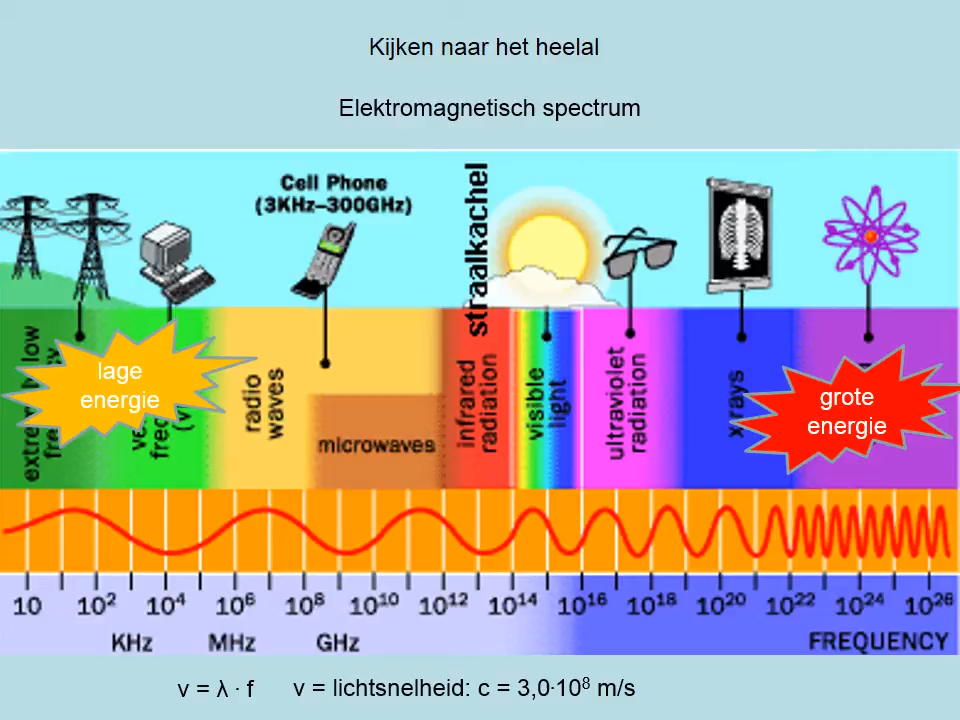 Kijken naar het heelal
Elektromagnetisch spectrum
Cell Phone
(3KHz–300GHz)
straalkachel
low
lage
energie
radio
waves
microwaves
infrared
radiation
visible
light
ultraviolet
radiation
grote
energie
10 10² 10⁴ 10⁶ 10⁸ 10¹⁰ 10¹² 10¹⁴ 10¹⁶ 10¹⁸ 10²⁰ 10²² 10²⁴ 10²⁶
KHz MHz GHz FREQUENCY
v = λ · f v = lichtsnelheid: c = 3,0·10⁸ m/s